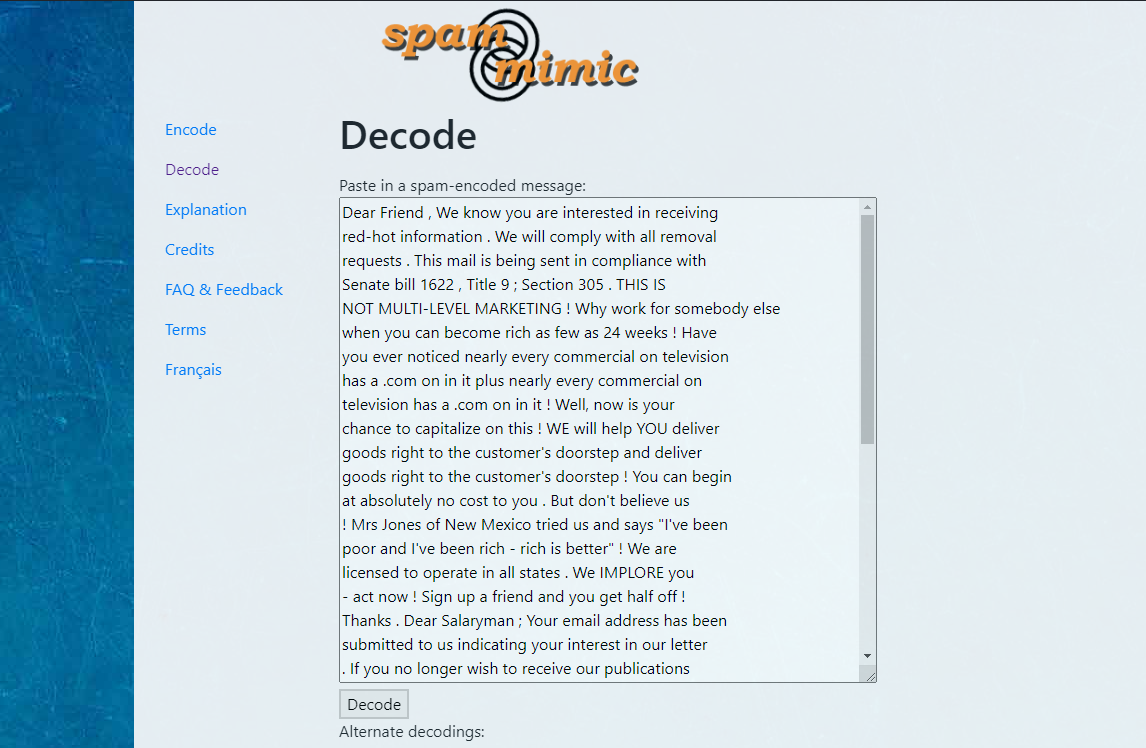 spam mimic
Encode
Decode
Explanation
Credits
FAQ & Feedback
Terms
Français
Decode
Paste in a spam-encoded message:
Dear Friend , We know you are interested in receiving
red-hot information . We will comply with all removal
requests . This mail is being sent in compliance with
Senate bill 1622 , Title 9 ; Section 305 . THIS IS
NOT MULTI-LEVEL MARKETING ! Why work for somebody else
when you can become rich as few as 24 weeks ! Have
you ever noticed nearly every commercial on television
has a .com on in it plus nearly every commercial on
television has a .com on in it ! Well, now is your
chance to capitalize on this ! WE will help YOU deliver
goods right to the customer's doorstep and deliver
goods right to the customer's doorstep ! You can begin
at absolutely no cost to you . But don't believe us
! Mrs Jones of New Mexico tried us and says "I've been
poor and I've been rich - rich is better" ! We are
licensed to operate in all states . We IMPLORE you
- act now ! Sign up a friend and you get half off !
Thanks . Dear Salaryman ; Your email address has been
submitted to us indicating your interest in our letter
. If you no longer wish to receive our publications
Decode
Alternate decodings: